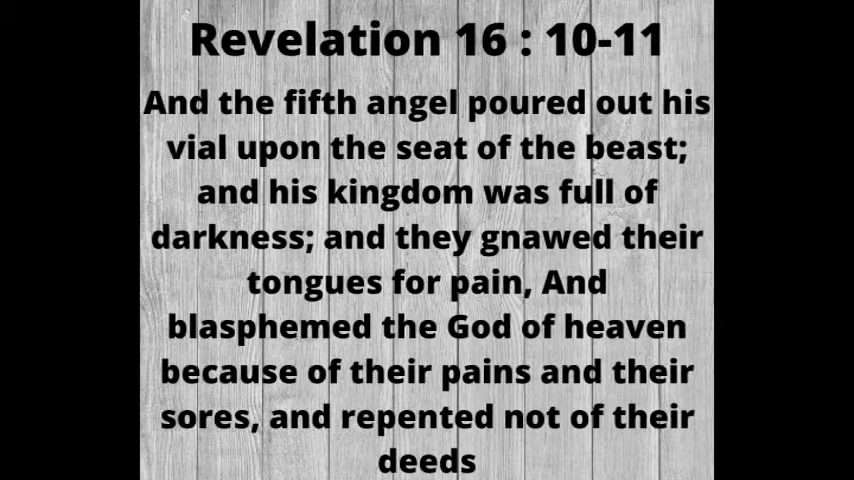 Revelation 16 : 10-11
And the fifth angel poured out his
vial upon the seat of the beast;
and his kingdom was full of
darkness; and they gnawed their
tongues for pain, And
blasphemed the God of heaven
because of their pains and their
sores, and repented not of their
deeds